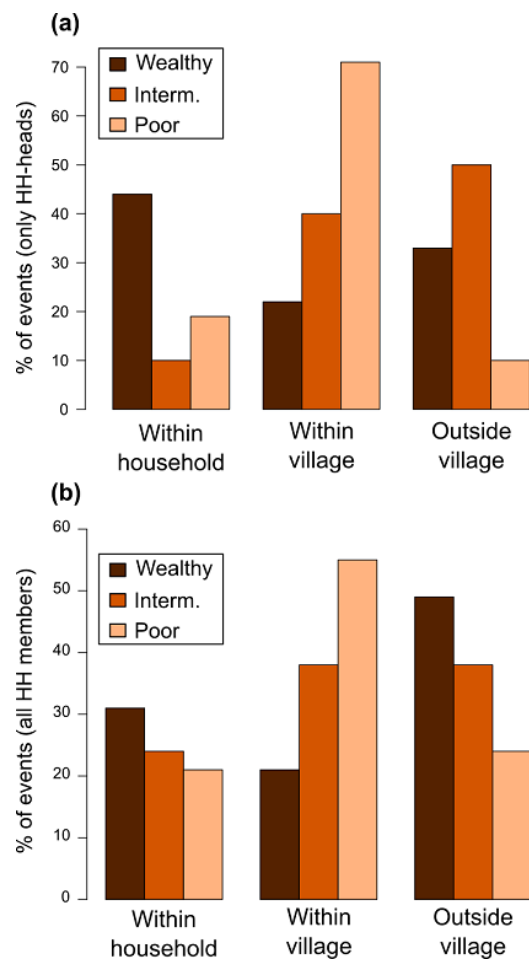 (a)
% of events (only HH-heads)
70
60
50
40
30
20
10
0
Wealthy
Interm.
Poor
Within
household
Within
village
Outside
village
(b)
% of events (all HH members)
60
50
40
30
20
10
0
Wealthy
Interm.
Poor
Within
household
Within
village
Outside
village